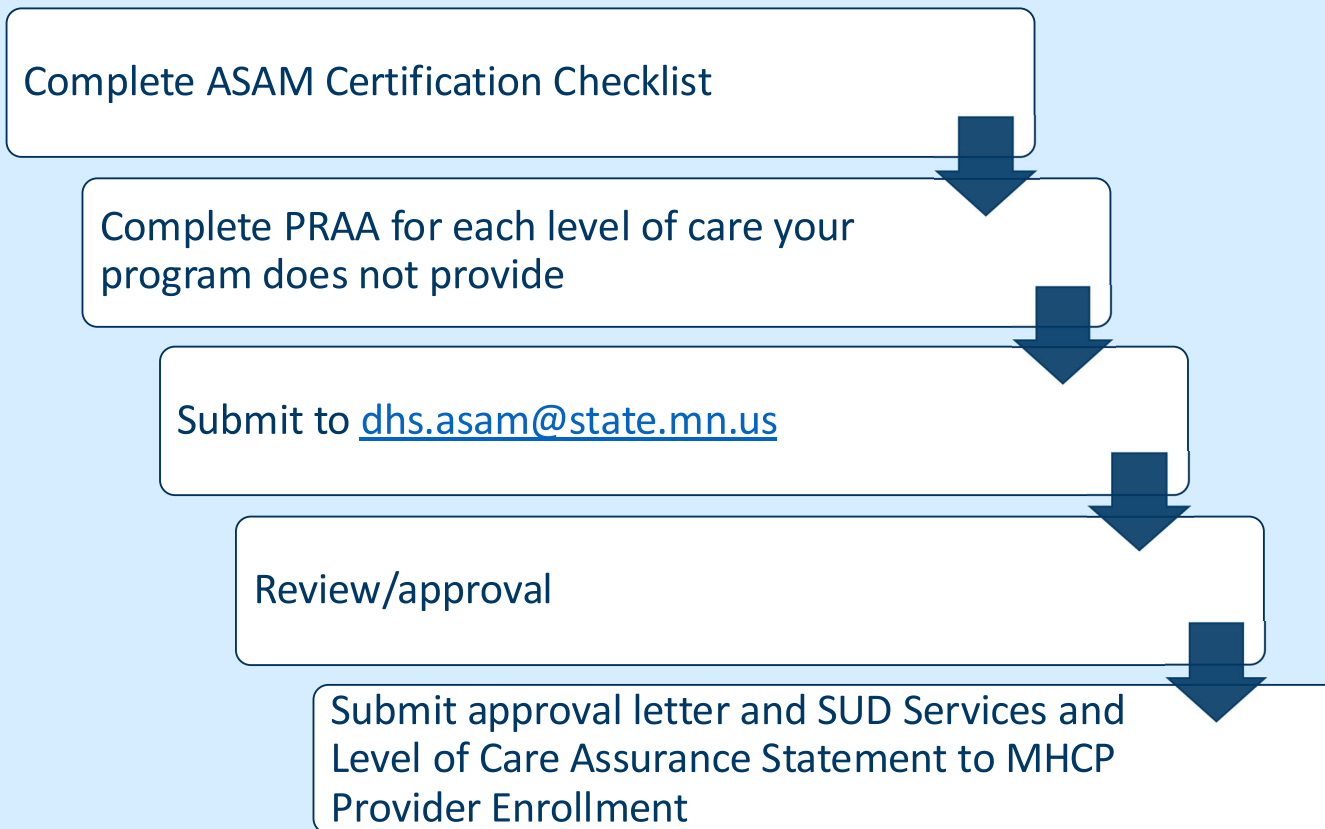 Complete ASAM Certification Checklist
Complete PRAA for each level of care your
program does not provide
Submit to dhs.asam@state.mn.us
Review/approval
Submit approval letter and SUD Services and
Level of Care Assurance Statement to MHCP
Provider Enrollment